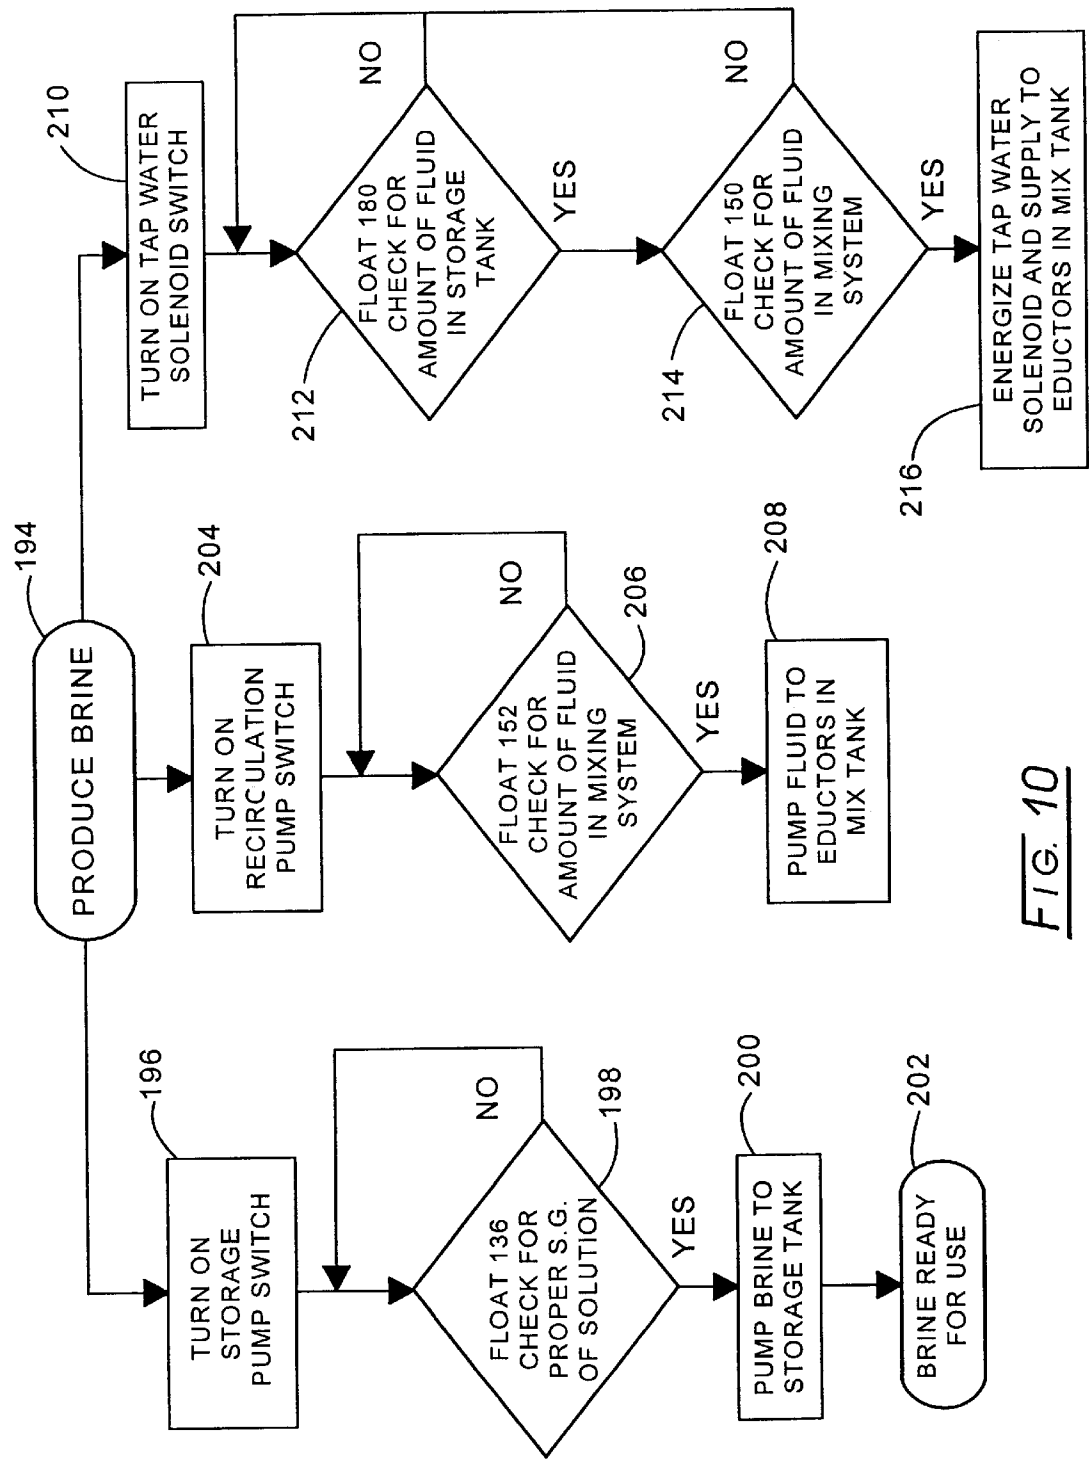 194
PRODUCE BRINE
196
TURN ON
STORAGE
PUMP SWITCH
FLOAT 136
CHECK FOR
PROPER S.G.
OF SOLUTION
NO
198
YES
200
PUMP BRINE TO
STORAGE TANK
202
BRINE READY
FOR USE
204
TURN ON
RECIRCULATION
PUMP SWITCH
FLOAT 152
CHECK FOR
AMOUNT OF FLUID
IN MIXING
SYSTEM
NO
206
YES
208
PUMP FLUID TO
EDUCTORS IN
MIX TANK
210
TURN ON TAP WATER
SOLENOID SWITCH
212
FLOAT 180
CHECK FOR
AMOUNT OF FLUID
IN STORAGE
TANK
NO
YES
214
FLOAT 150
CHECK FOR
AMOUNT OF FLUID
IN MIXING
SYSTEM
NO
YES
216
ENERGIZE TAP WATER
SOLENOID AND SUPPLY TO
EDUCTORS IN MIX TANK
FIG. 10